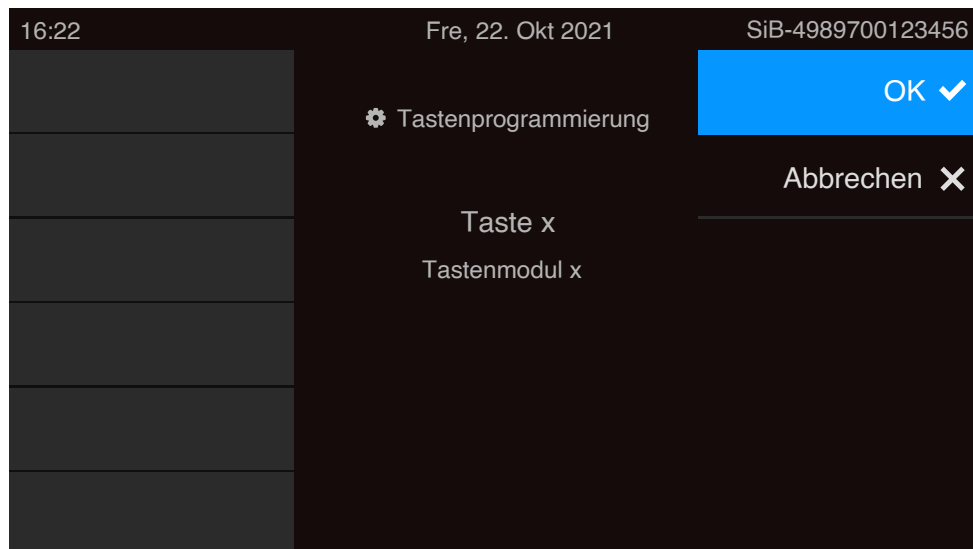 16:22
Fre, 22. Okt 2021
SiB-4989700123456
OK
Tastenprogrammierung
Abbrechen
Taste x
Tastenmodul x